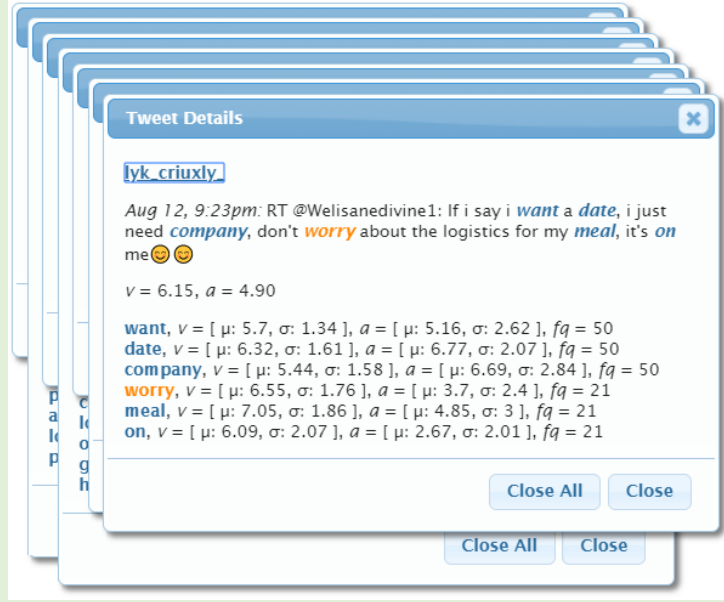 Tweet Details
lyk_criuxly_
Aug 12, 9:23pm: RT @Welisanedivine1: If i say i want a date, i just
need company, don't worry about the logistics for my meal, it's on
me😊😊
v = 6.15, a = 4.90
want, v = [ μ: 5.7, σ: 1.34 ], a = [ μ: 5.16, σ: 2.62 ], fq = 50
date, v = [ μ: 6.32, σ: 1.61 ], a = [ μ: 6.77, σ: 2.07 ], fq = 50
company, v = [ μ: 5.44, σ: 1.58 ], a = [ μ: 6.69, σ: 2.84 ], fq = 50
worry, v = [ μ: 6.55, σ: 1.76 ], a = [ μ: 3.7, σ: 2.4 ], fq = 21
meal, v = [ μ: 7.05, σ: 1.86 ], a = [ μ: 4.85, σ: 3 ], fq = 21
on, v = [ μ: 6.09, σ: 2.07 ], a = [ μ: 2.67, σ: 2.01 ], fq = 21
Close All Close
Close All Close